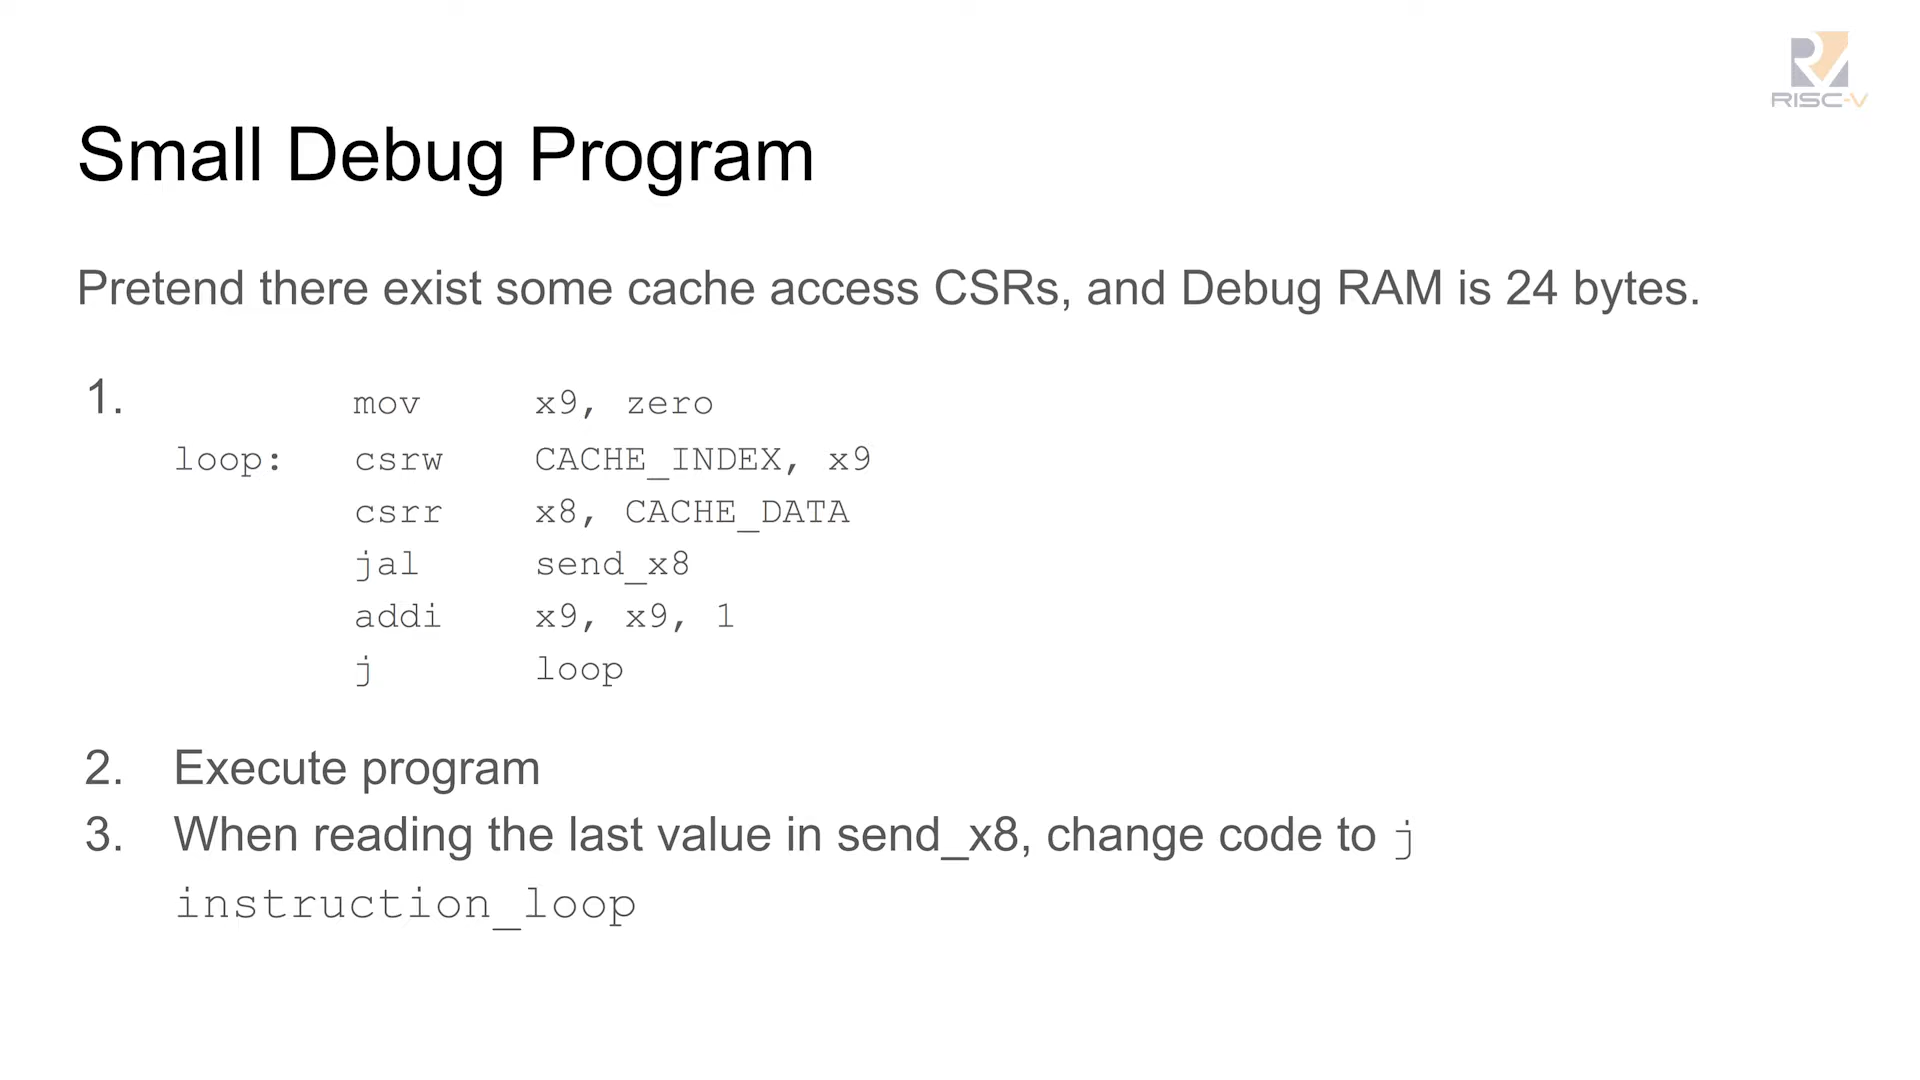 RISC-V
Small Debug Program
Pretend there exist some cache access CSRs, and Debug RAM is 24 bytes.
1. mov x9, zero
loop: csrw CACHE_INDEX, x9
csrr x8, CACHE_DATA
jal send_x8
addi x9, x9, 1
j loop
2. Execute program
3. When reading the last value in send_x8, change code to j
instruction_loop